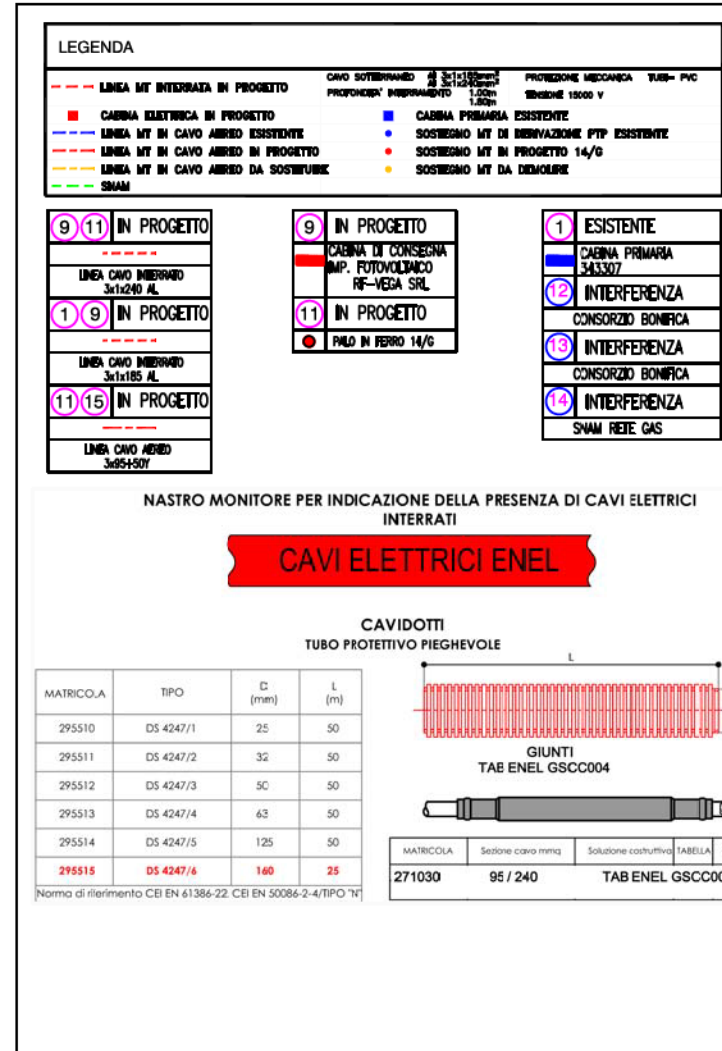 LEGENDA
LINEA MT INTERRATA IN PROGETTO
CAVO SOTTERRANEO Al 3x1x185mm²
Al 3x1x240mm²
PROFONDITA' INTERRAMENTO 1.00m
1.80m
PROTEZIONE MECCANICA TUBI= PVC
TENSIONE 15000 V
CABINA ELETTRICA IN PROGETTO
CABINA PRIMARIA ESISTENTE
LINEA MT IN CAVO AEREO ESISTENTE
SOSTEGNO MT DI DERIVAZIONE PTP ESISTENTE
LINEA MT IN CAVO AEREO IN PROGETTO
SOSTEGNO MT IN PROGETTO 14/G
LINEA MT IN CAVO AEREO DA SOSTITUIRE
SOSTEGNO MT DA DEMOLIRE
SNAM
9 11 IN PROGETTO
LINEA CAVO INTERRATO
3x1x240 AL
1 9 IN PROGETTO
LINEA CAVO INTERRATO
3x1x185 AL
11 15 IN PROGETTO
LINEA CAVO AEREO
3x95+50Y
9 IN PROGETTO
CABINA DI CONSEGNA
IMP. FOTOVOLTAICO
RF-VEGA SRL
11 IN PROGETTO
PALO IN FERRO 14/G
1 ESISTENTE
CABINA PRIMARIA
343307
12 INTERFERENZA
CONSORZIO BONIFICA
13 INTERFERENZA
CONSORZIO BONIFICA
14 INTERFERENZA
SNAM RETE GAS
NASTRO MONITORE PER INDICAZIONE DELLA PRESENZA DI CAVI ELETTRICI
INTERRATI
CAVI ELETTRICI ENEL
CAVIDOTTI
TUBO PROTETTIVO PIEGHEVOLE
L
MATRICOLA TIPO D (mm) L (m)
295510 DS 4247/1 25 50
295511 DS 4247/2 32 50
295512 DS 4247/3 50 50
295513 DS 4247/4 63 50
295514 DS 4247/5 125 50
295515 DS 4247/6 160 25
Norma di riferimento CEI EN 61386-22 CEI EN 50086-2-4/TIPO "N"
GIUNTI
TAB ENEL GSCC004
MATRICOLA Sezione cavo mmq Soluzione costruttiva TABELLA
271030 95 / 240 TAB ENEL GSCC00